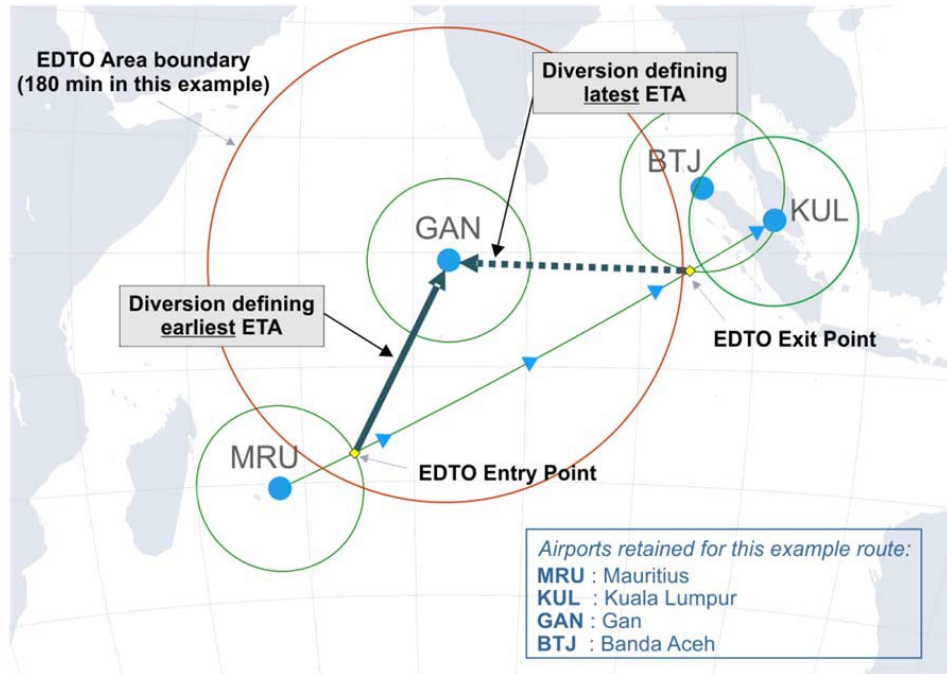 EDTO Area boundary
(180 min in this example)
Diversion defining
latest ETA
BTJ
KUL
GAN
Diversion defining
earliest ETA
EDTO Exit Point
MRU
EDTO Entry Point
Airports retained for this example route:
MRU : Mauritius
KUL : Kuala Lumpur
GAN : Gan
BTJ : Banda Aceh